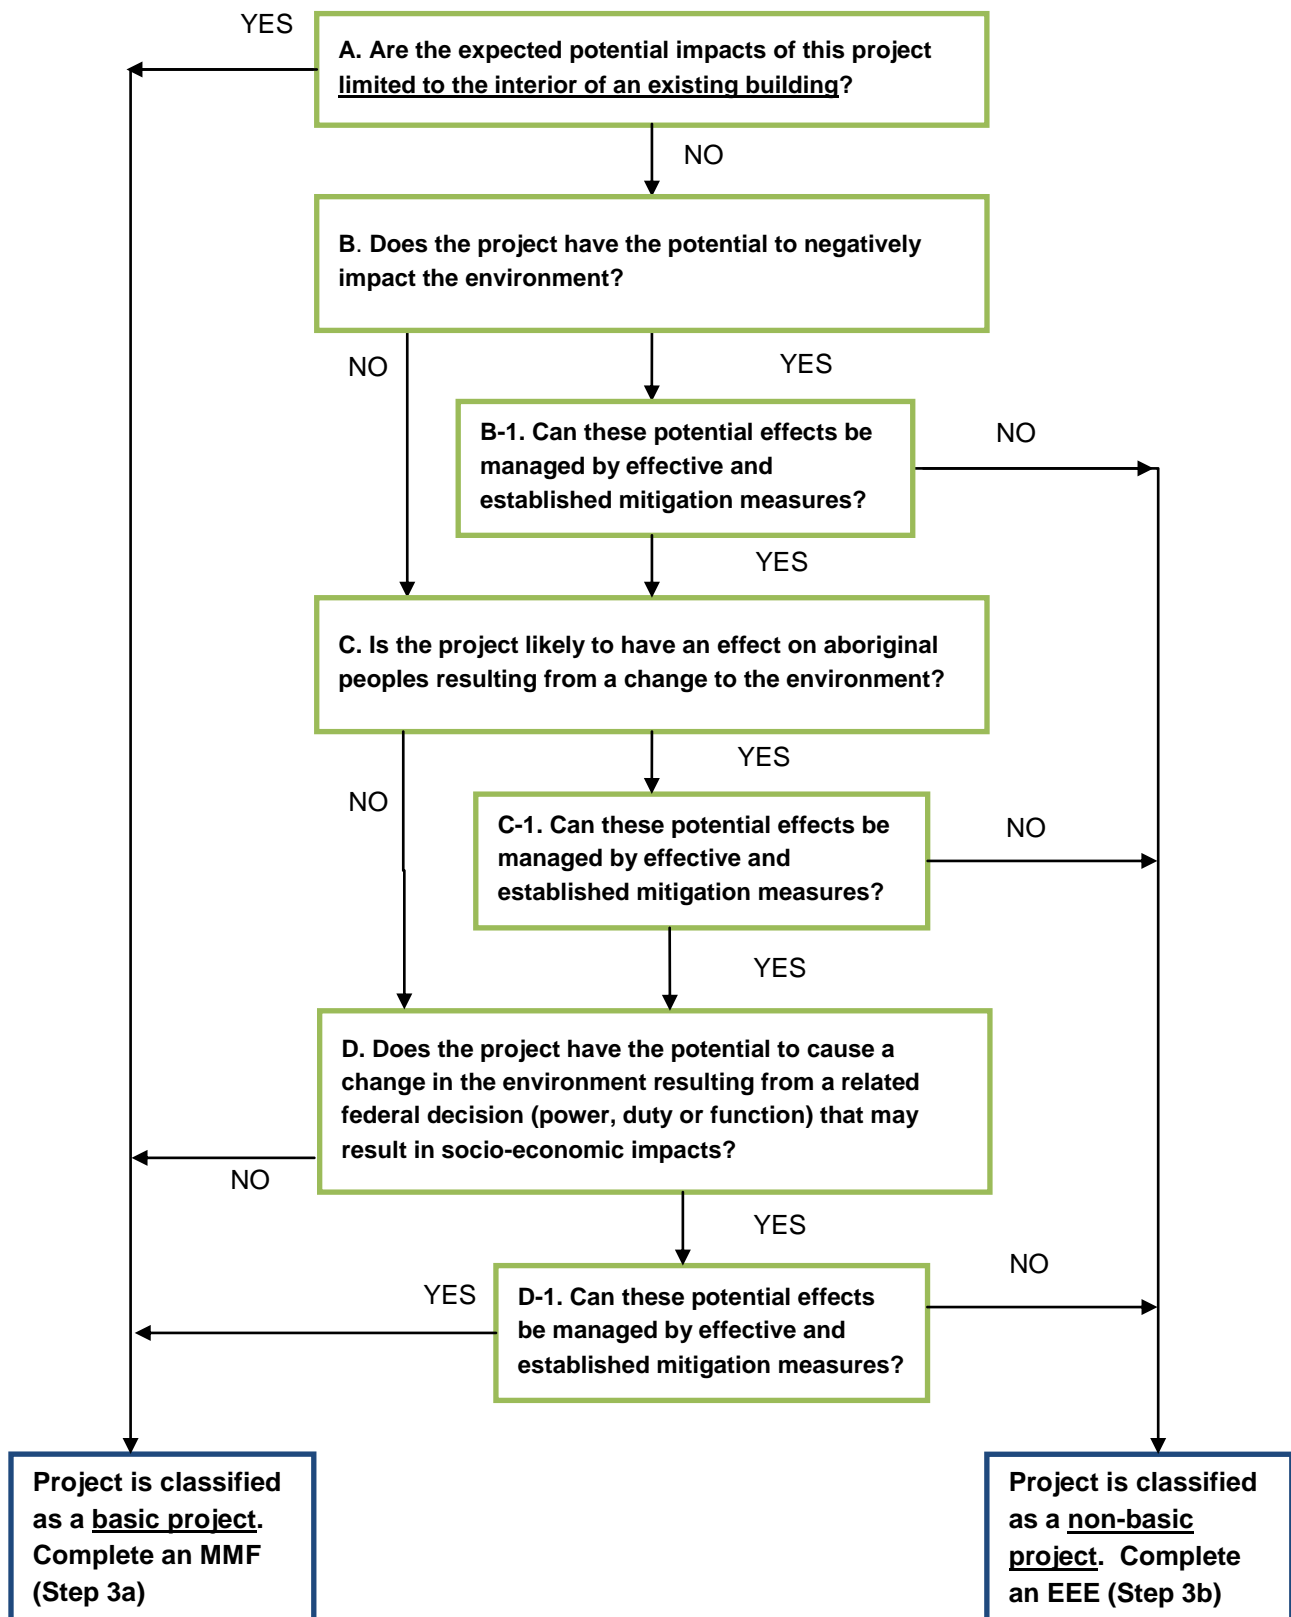 YES
A. Are the expected potential impacts of this project
limited to the interior of an existing building?
NO
B. Does the project have the potential to negatively
impact the environment?
NO
YES
B-1. Can these potential effects be
managed by effective and
established mitigation measures?
NO
YES
C. Is the project likely to have an effect on aboriginal
peoples resulting from a change to the environment?
NO
YES
C-1. Can these potential effects be
managed by effective and
established mitigation measures?
NO
YES
D. Does the project have the potential to cause a
change in the environment resulting from a related
federal decision (power, duty or function) that may
result in socio-economic impacts?
NO
YES
D-1. Can these potential effects
be managed by effective and
established mitigation measures?
YES
NO
Project is classified
as a basic project.
Complete an MMF
(Step 3a)
Project is classified
as a non-basic
project. Complete
an EEE (Step 3b)